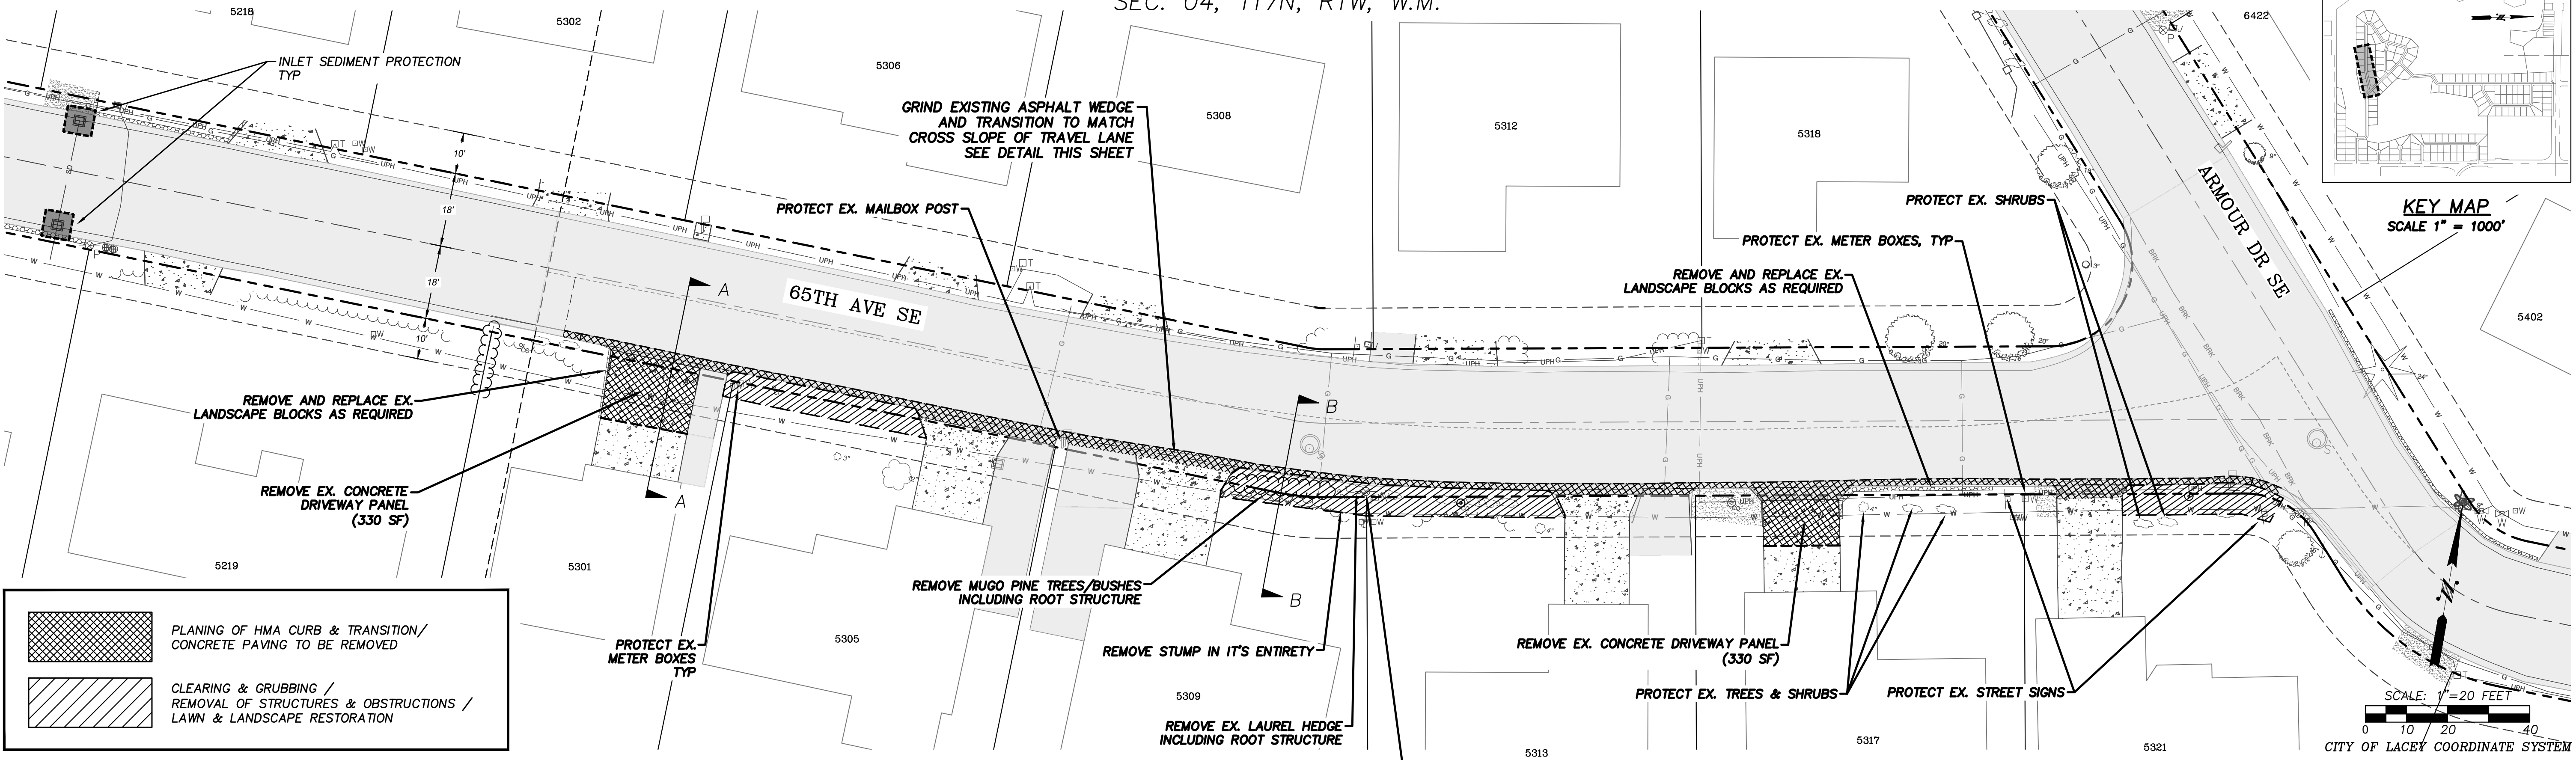 SEC. 04, T17N, R1W, W.M.
5218
5302
5306
5308
5312
5318
6422
5402
INLET SEDIMENT PROTECTION
TYP
GRIND EXISTING ASPHALT WEDGE
AND TRANSITION TO MATCH
CROSS SLOPE OF TRAVEL LANE
SEE DETAIL THIS SHEET
PROTECT EX. MAILBOX POST
PROTECT EX. SHRUBS
PROTECT EX. METER BOXES, TYP
REMOVE AND REPLACE EX.
LANDSCAPE BLOCKS AS REQUIRED
ARMOUR DR SE
KEY MAP
SCALE 1" = 1000'
10'
18'
18'
10'
A
65TH AVE SE
B
REMOVE AND REPLACE EX.
LANDSCAPE BLOCKS AS REQUIRED
REMOVE EX. CONCRETE
DRIVEWAY PANEL
(330 SF)
A
B
5219
5301
5305
5309
5313
5317
5321
REMOVE MUGO PINE TREES/BUSHES
INCLUDING ROOT STRUCTURE
PROTECT EX.
METER BOXES
TYP
REMOVE STUMP IN IT'S ENTIRETY
REMOVE EX. LAUREL HEDGE
INCLUDING ROOT STRUCTURE
REMOVE EX. CONCRETE DRIVEWAY PANEL
(330 SF)
PROTECT EX. TREES & SHRUBS
PROTECT EX. STREET SIGNS
PLANING OF HMA CURB & TRANSITION/
CONCRETE PAVING TO BE REMOVED
CLEARING & GRUBBING /
REMOVAL OF STRUCTURES & OBSTRUCTIONS /
LAWN & LANDSCAPE RESTORATION
SCALE: 1"=20 FEET
0 10 20 40
CITY OF LACEY COORDINATE SYSTEM